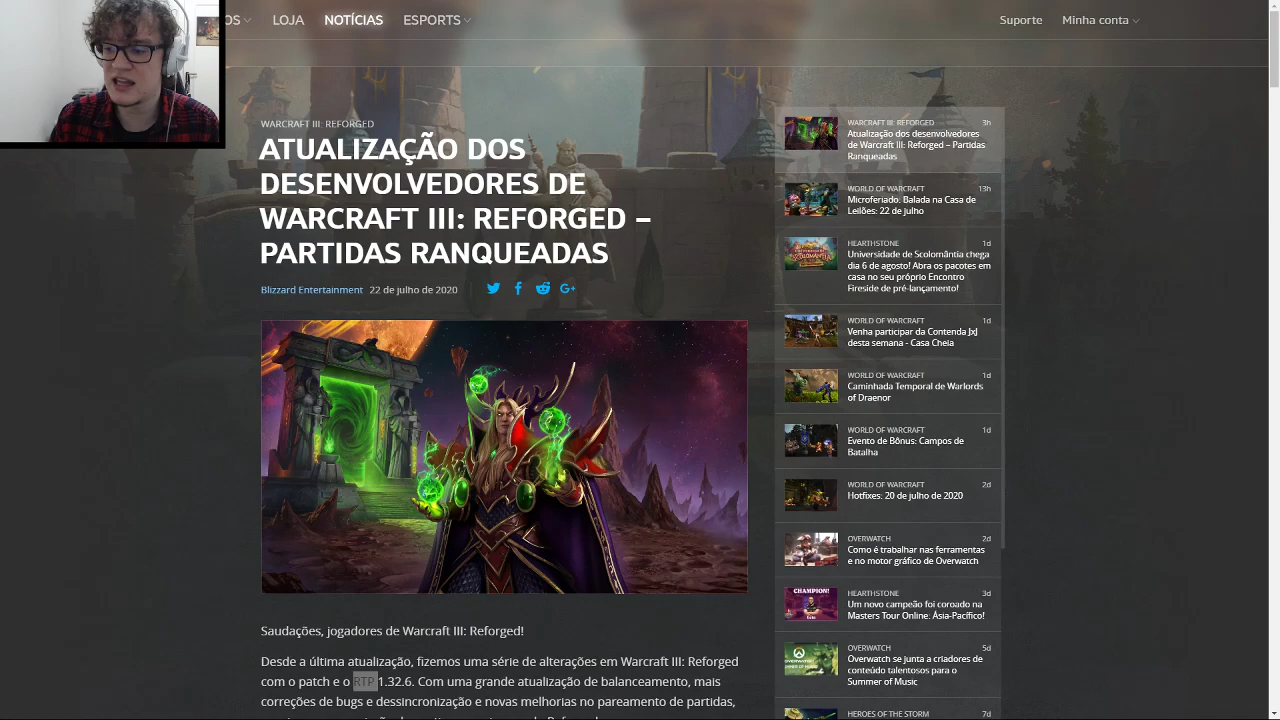 OS
LOJA
NOTÍCIAS
ESPORTS
Suporte
Minha conta
WARCRAFT III: REFORGED
ATUALIZAÇÃO DOS
DESENVOLVEDORES DE
WARCRAFT III: REFORGED –
PARTIDAS RANQUEADAS
Blizzard Entertainment 22 de julho de 2020
Saudações, jogadores de Warcraft III: Reforged!
Desde a última atualização, fizemos uma série de alterações em Warcraft III: Reforged
com o patch e o RTP 1.32.6. Com uma grande atualização de balanceamento, mais
correções de bugs e dessincronização e novas melhorias no pareamento de partidas,
WARCRAFT III: REFORGED 3h
Atualização dos desenvolvedores
de Warcraft III: Reforged – Partidas
Ranqueadas
WORLD OF WARCRAFT 13h
Microferiado: Balada na Casa de
Leilões: 22 de julho
HEARTHSTONE 1d
Universidade de Scolomântia chega
dia 6 de agosto! Abra os pacotes em
casa no seu próprio Encontro
Fireside de pré-lançamento!
WORLD OF WARCRAFT 1d
Venha participar da Contenda JxJ
desta semana - Casa Cheia
WORLD OF WARCRAFT 1d
Caminhada Temporal de Warlords
of Draenor
WORLD OF WARCRAFT 1d
Evento de Bônus: Campos de
Batalha
WORLD OF WARCRAFT 2d
Hotfixes: 20 de julho de 2020
OVERWATCH 2d
Como é trabalhar nas ferramentas
e no motor gráfico de Overwatch
CHAMPION!
HEARTHSTONE 3d
Um novo campeão foi coroado na
Masters Tour Online: Ásia-Pacífico!
OVERWATCH 5d
Overwatch se junta a criadores de
conteúdo talentosos para o
Summer of Music
HEROES OF THE STORM 7d